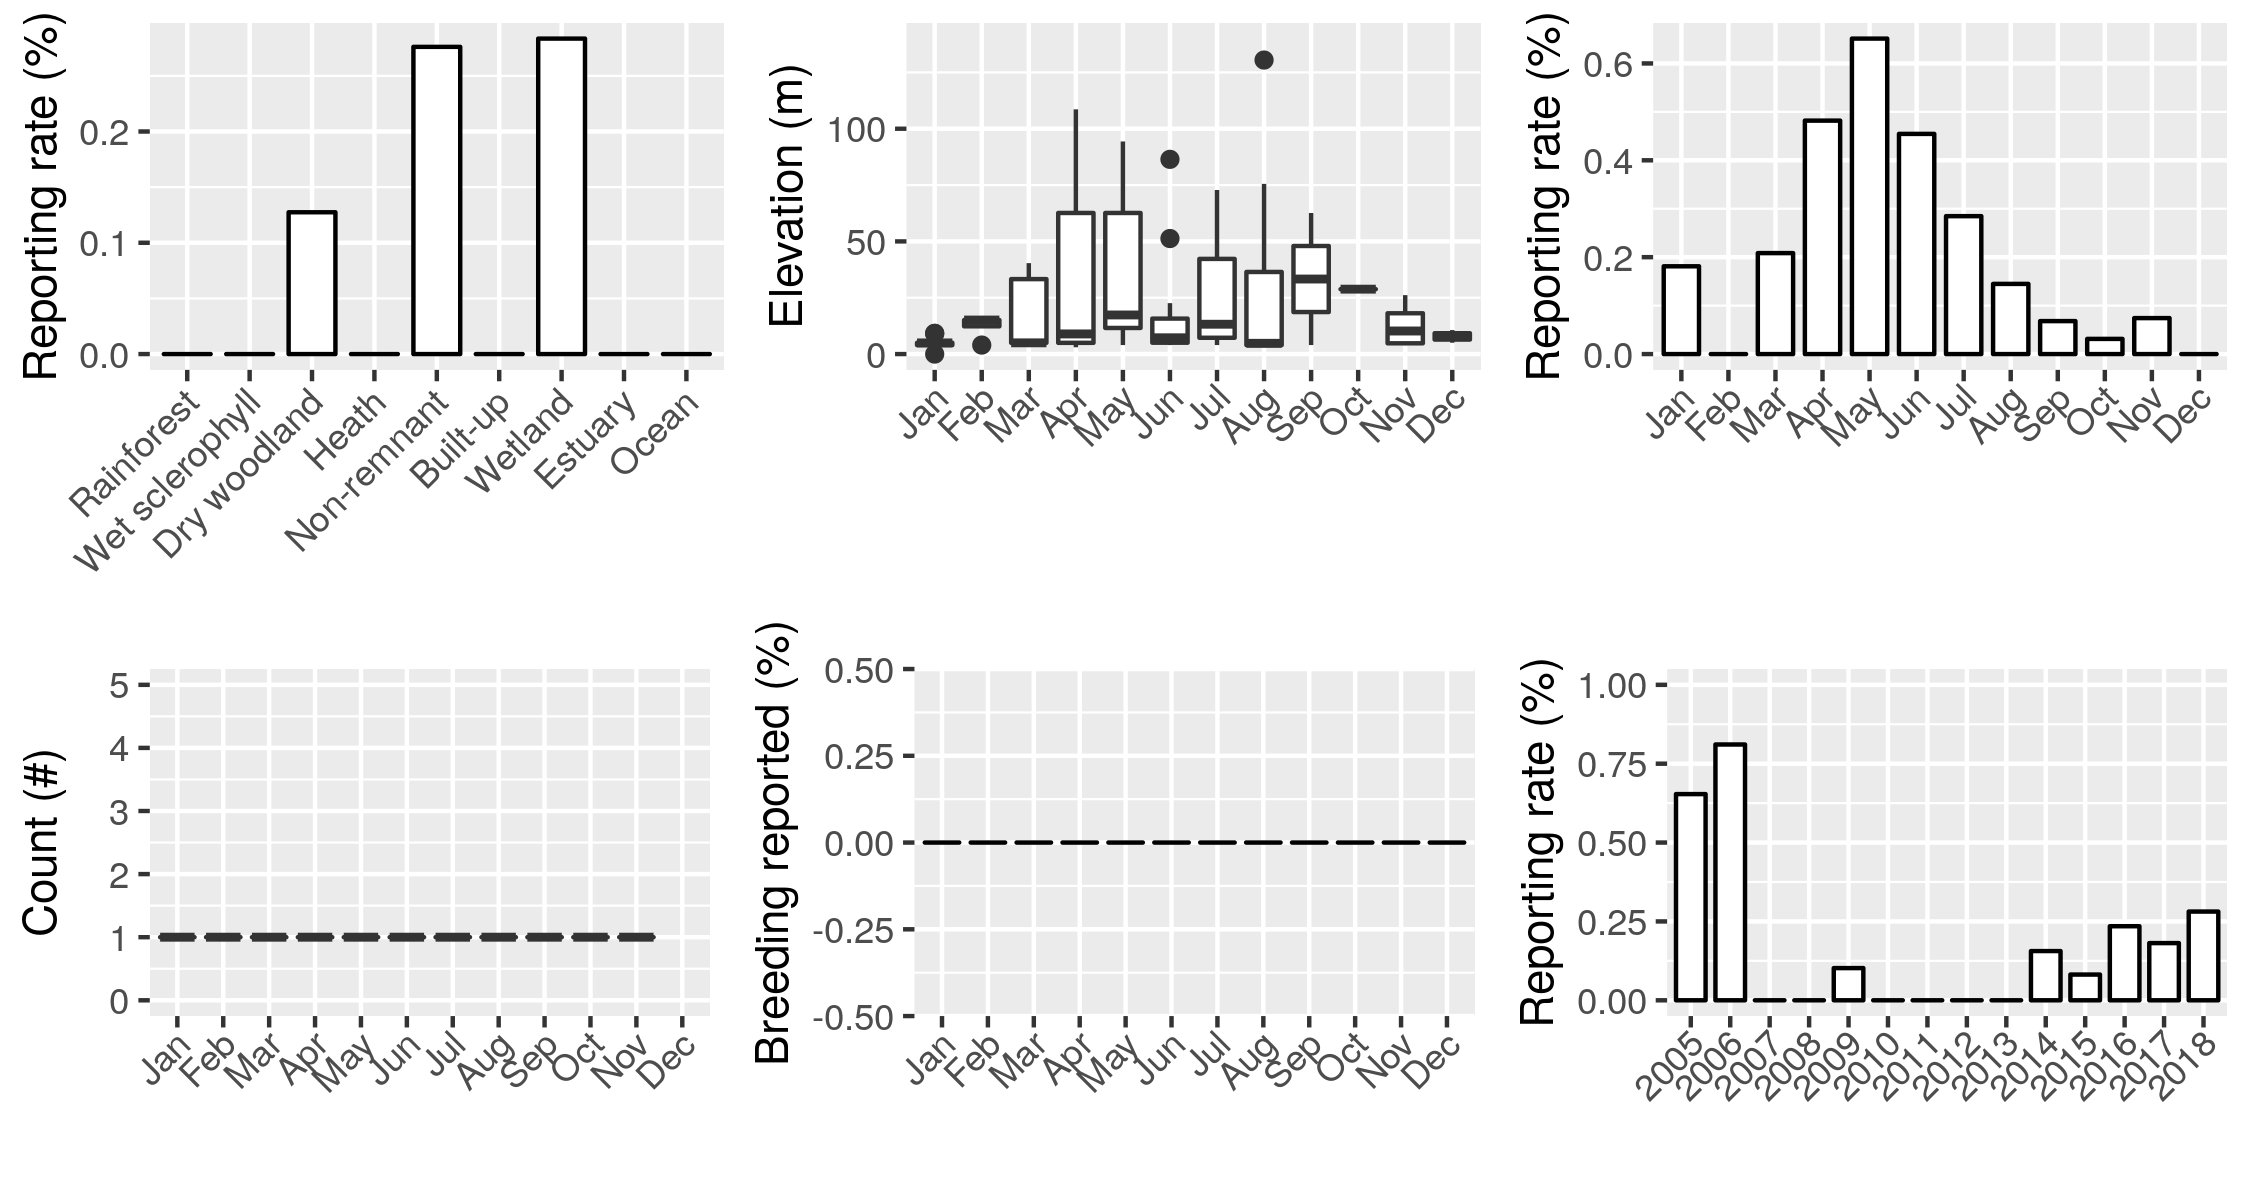 Reporting rate (%)
0.2
0.1
0.0
Rainforest
Wet sclerophyll
Dry woodland
Heath
Non-remnant
Built-up
Wetland
Estuary
Ocean
Elevation (m)
100
50
0
Jan Feb Mar Apr May Jun Jul Aug Sep Oct Nov Dec
Reporting rate (%)
0.6
0.4
0.2
0.0
Jan Feb Mar Apr May Jun Jul Aug Sep Oct Nov Dec
Count (#)
5
4
3
2
1
0
Jan Feb Mar Apr May Jun Jul Aug Sep Oct Nov Dec
Breeding reported (%)
0.50
0.25
0.00
-0.25
-0.50
Jan Feb Mar Apr May Jun Jul Aug Sep Oct Nov Dec
Reporting rate (%)
1.00
0.75
0.50
0.25
0.00
2005 2006 2007 2008 2009 2010 2011 2012 2013 2014 2015 2016 2017 2018